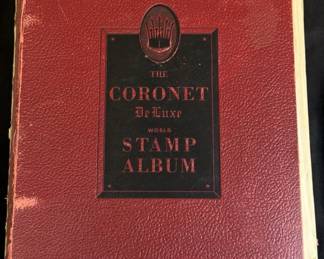 THE
CORONET
De Luxe
WORLD
STAMP
ALBUM